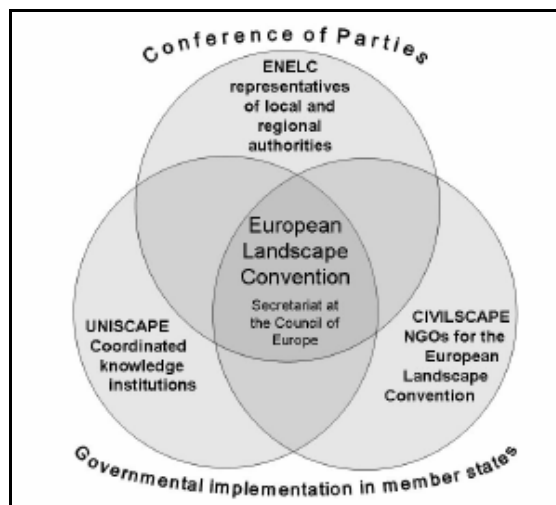 Conference of Parties
ENELC
representatives
of local and
regional
authorities
European
Landscape
Convention
Secretariat at
the Council of
Europe
UNISCAPE
Coordinated
knowledge
institutions
CIVILSCAPE
NGOs for the
European
Landscape
Convention
Governmental implementation in member states